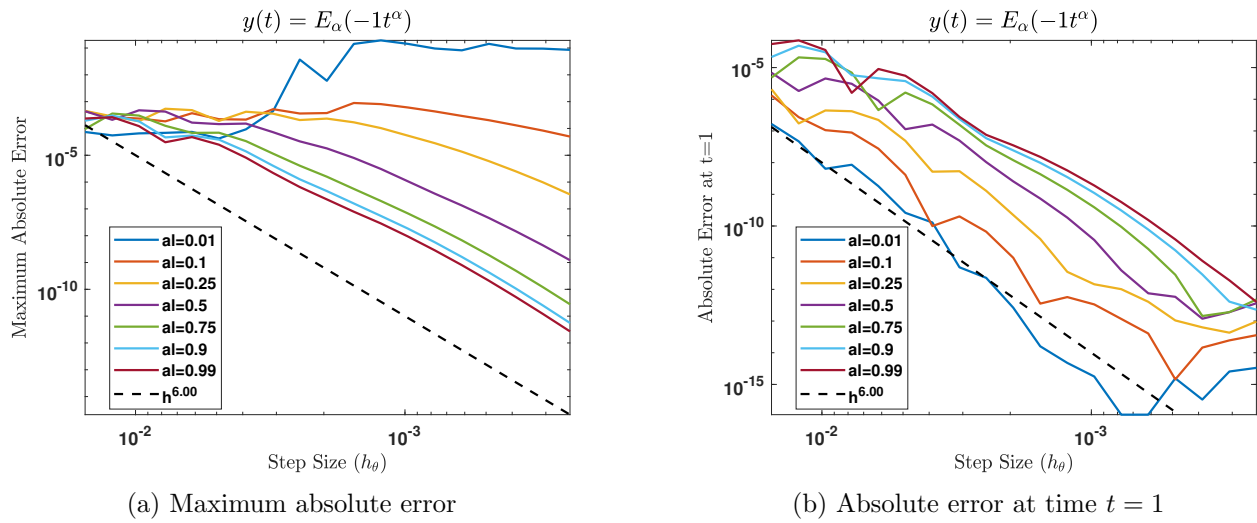 y(t) = E_α(−1t^α)
Maximum Absolute Error
10^-5
10^-10
al=0.01
al=0.1
al=0.25
al=0.5
al=0.75
al=0.9
al=0.99
h^6.00
10^-2
10^-3
Step Size (h_θ)
(a) Maximum absolute error
y(t) = E_α(−1t^α)
Absolute Error at t=1
10^-5
10^-10
10^-15
al=0.01
al=0.1
al=0.25
al=0.5
al=0.75
al=0.9
al=0.99
h^6.00
10^-2
10^-3
Step Size (h_θ)
(b) Absolute error at time t = 1